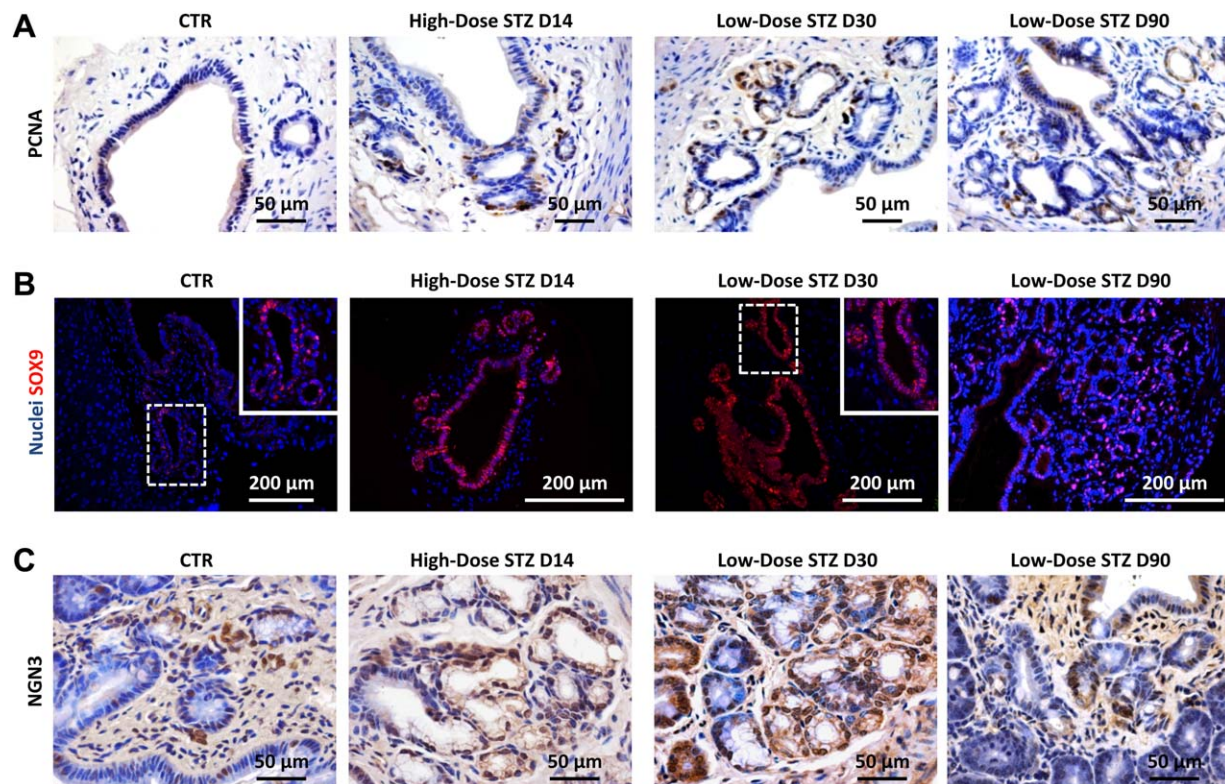 A
CTR
High-Dose STZ D14
Low-Dose STZ D30
Low-Dose STZ D90
PCNA
50 µm
50 µm
50 µm
50 µm
B
CTR
High-Dose STZ D14
Low-Dose STZ D30
Low-Dose STZ D90
Nuclei SOX9
200 µm
200 µm
200 µm
200 µm
C
CTR
High-Dose STZ D14
Low-Dose STZ D30
Low-Dose STZ D90
NGN3
50 µm
50 µm
50 µm
50 µm